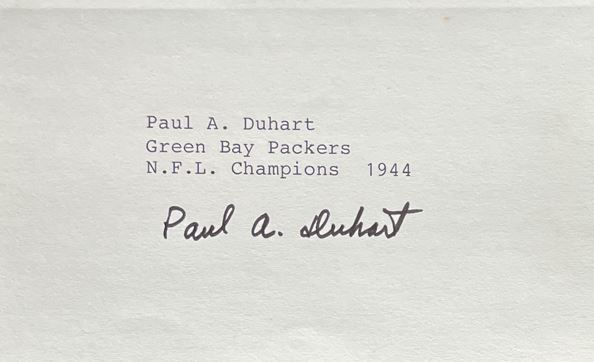 Paul A. Duhart
Green Bay Packers
N.F.L. Champions 1944
Paul A. Duhart